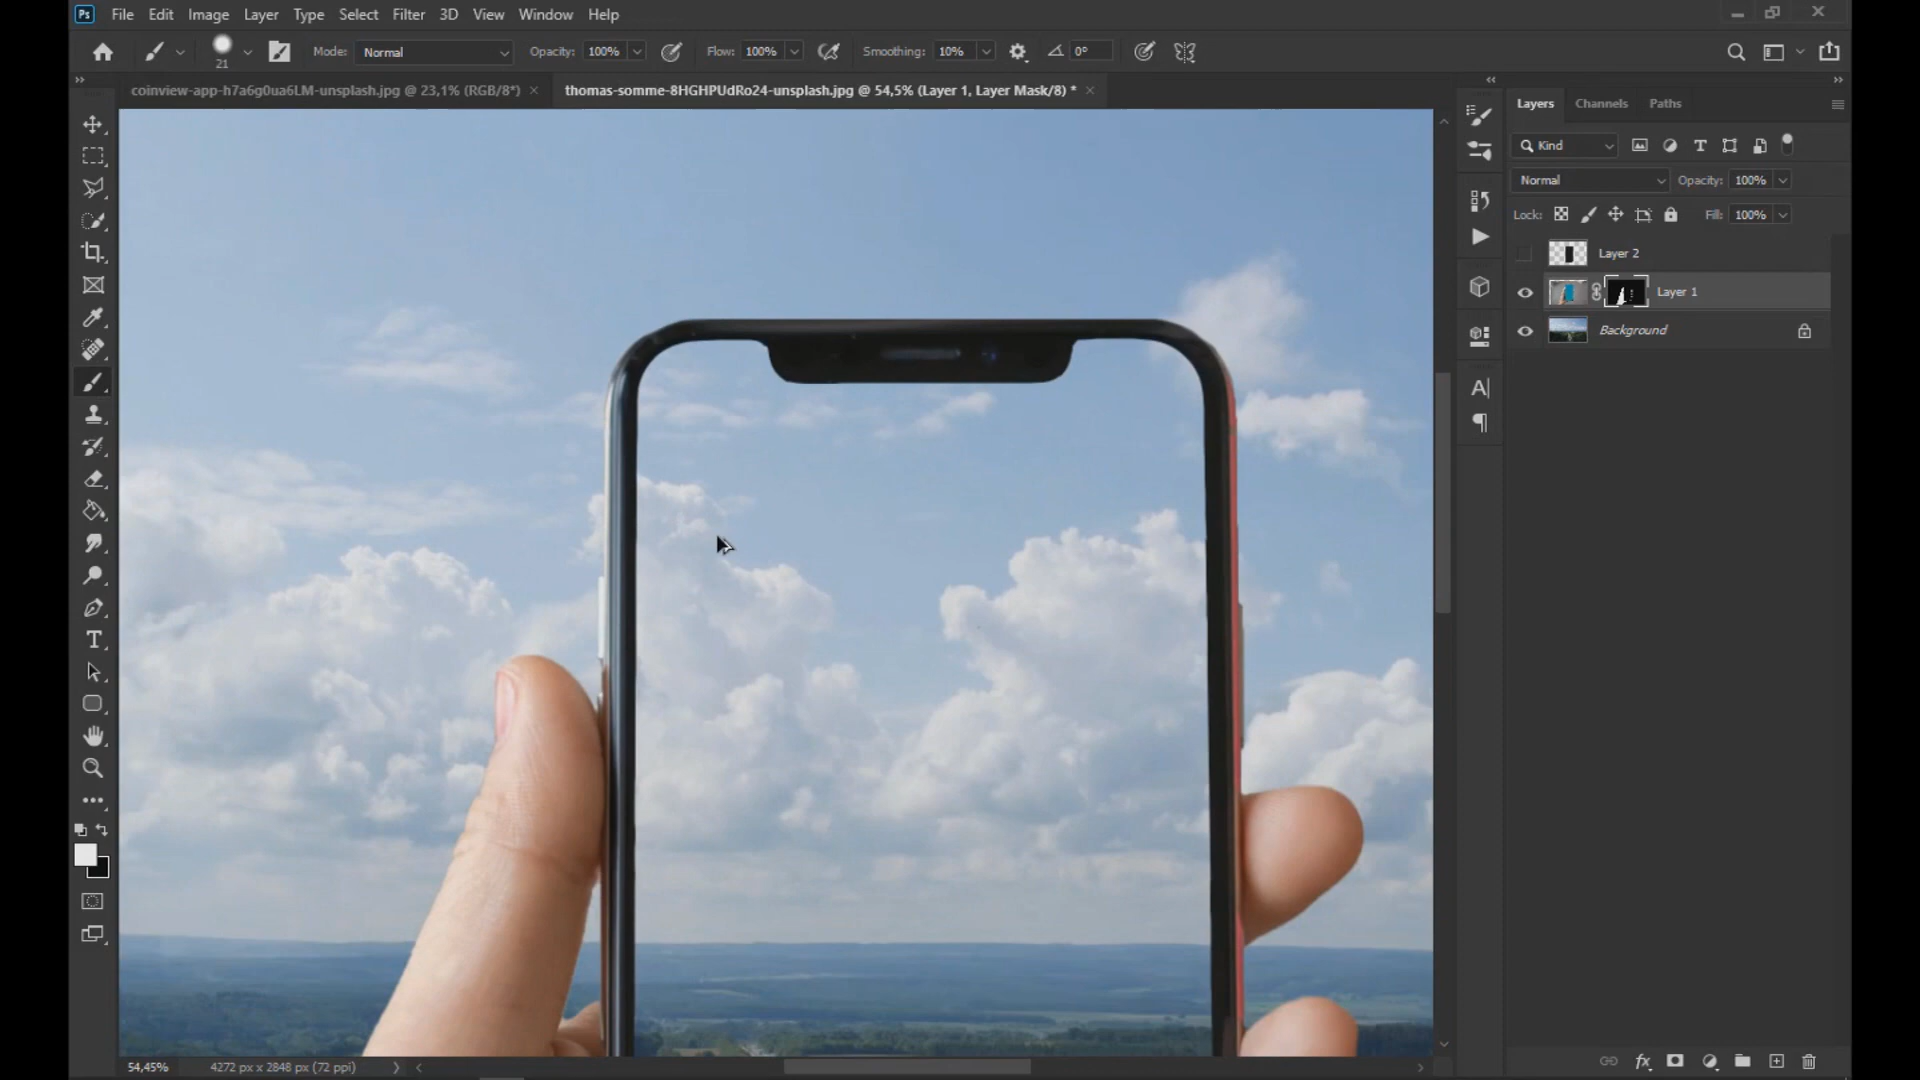 Ps File Edit Image Layer Type Select Filter 3D View Window Help
21 Mode: Normal Opacity: 100% Flow: 100% Smoothing: 10% 0°
coinview-app-h7a6g0ua6LM-unsplash.jpg @ 23,1% (RGB/8*) thomas-somme-8HGHPUdRo24-unsplash.jpg @ 54,5% (Layer 1, Layer Mask/8) *
Layers Channels Paths
Kind
Normal Opacity: 100%
Lock: Fill: 100%
Layer 2
Layer 1
Background
54,45% 4272 px x 2848 px (72 ppi)